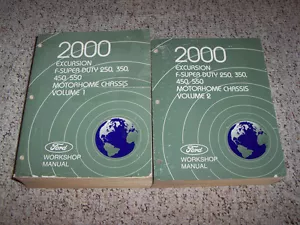 2000
EXCURSION
F-SUPER-DUTY 250, 350,
450,-550
MOTORHOME CHASSIS
VOLUME 1
Ford
WORKSHOP
MANUAL
2000
EXCURSION
F-SUPER-DUTY 250, 350,
450,-550
MOTORHOME CHASSIS
VOLUME 2
Ford
WORKSHOP
MANUAL